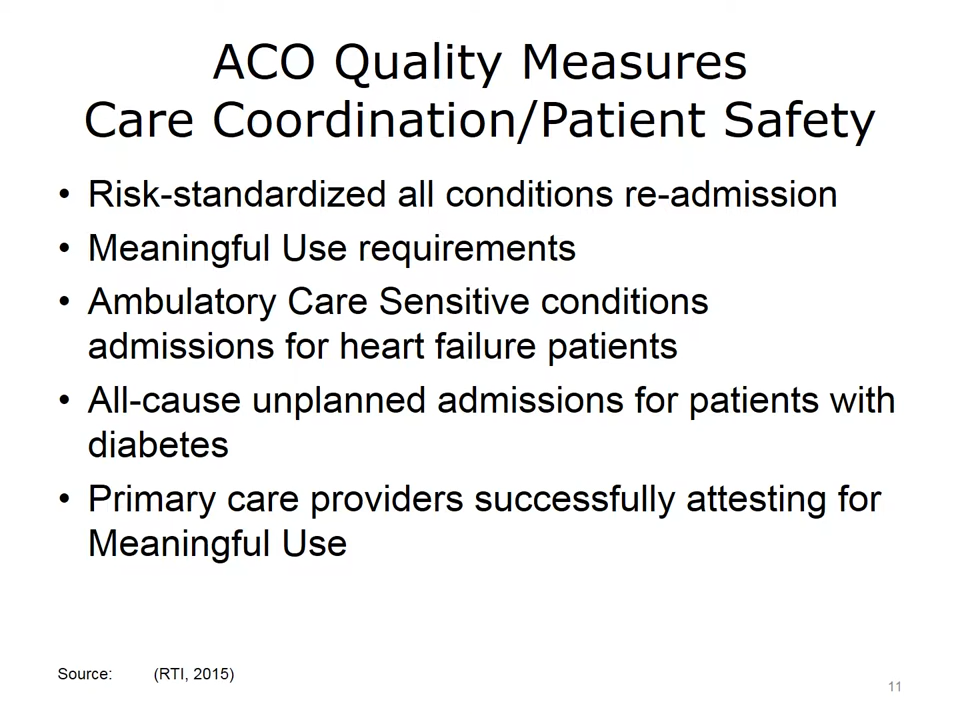 ACO Quality Measures
Care Coordination/Patient Safety
• Risk-standardized all conditions re-admission
• Meaningful Use requirements
• Ambulatory Care Sensitive conditions
admissions for heart failure patients
• All-cause unplanned admissions for patients with
diabetes
• Primary care providers successfully attesting for
Meaningful Use
Source: (RTI, 2015)
11